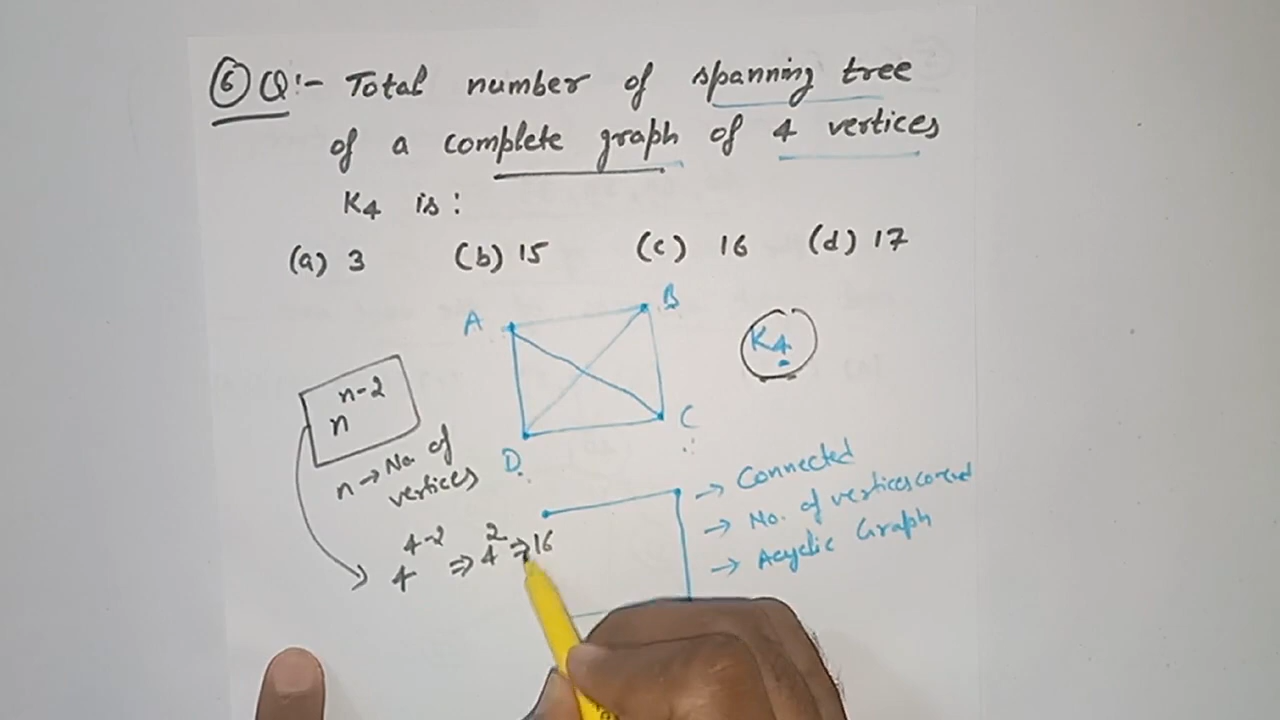 6 Q:- Total number of spanning tree
of a complete graph of 4 vertices
K4 is:
(a) 3 (b) 15 (c) 16 (d) 17
A
B
K4
C
D
n^n-2
n → No. of
vertices
4^4-2 ⇒ 4^2 ⇒ 16
→ Connected
→ No. of vertices covered
→ Acyclic Graph